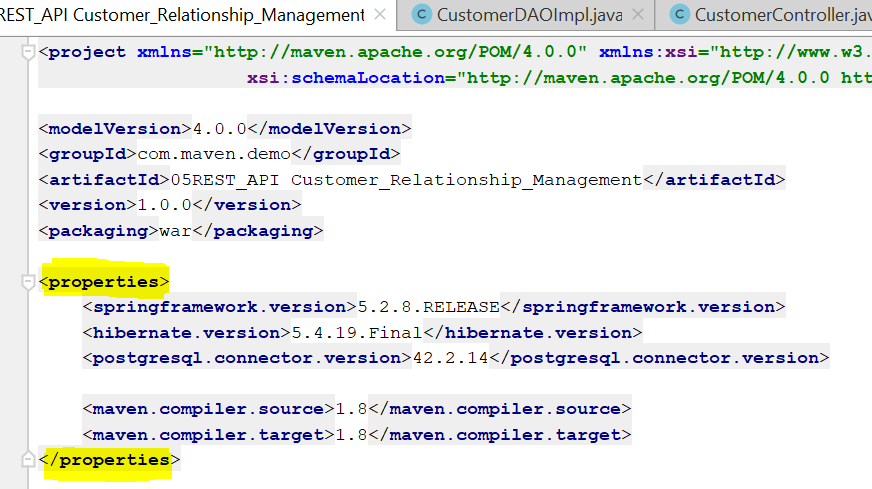 REST_API Customer_Relationship_Management × CustomerDAOImpl.java × CustomerController.jav
<project xmlns="http://maven.apache.org/POM/4.0.0" xmlns:xsi="http://www.w3.
xsi:schemaLocation="http://maven.apache.org/POM/4.0.0 htt
<modelVersion>4.0.0</modelVersion>
<groupId>com.maven.demo</groupId>
<artifactId>05REST_API Customer_Relationship_Management</artifactId>
<version>1.0.0</version>
<packaging>war</packaging>
<properties>
<springframework.version>5.2.8.RELEASE</springframework.version>
<hibernate.version>5.4.19.Final</hibernate.version>
<postgresql.connector.version>42.2.14</postgresql.connector.version>
<maven.compiler.source>1.8</maven.compiler.source>
<maven.compiler.target>1.8</maven.compiler.target>
</properties>